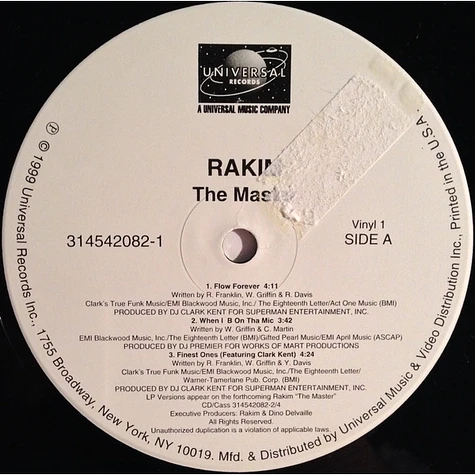 UNIVERSAL
RECORDS
A UNIVERSAL MUSIC COMPANY
RAKIM
The Master
314542082-1
Vinyl 1
SIDE A
1. Flow Forever 4:11
Written by R. Franklin, W. Griffin & R. Davis
Clark's True Funk Music/EMI Blackwood Music, Inc./ The Eighteenth Letter/Act One Music (BMI)
PRODUCED BY DJ CLARK KENT FOR SUPERMAN ENTERTAINMENT, INC.
2. When I B On Tha Mic 3:42
Written by W. Griffin & C. Martin
EMI Blackwood Music, Inc./The Eighteenth Letter/Gifted Pearl Music/EMI April Music (ASCAP)
PRODUCED BY DJ PREMIER FOR WORKS OF MART PRODUCTIONS
3. Finest Ones (Featuring Clark Kent) 4:24
Written by R. Franklin, W. Griffin & Y. Davis
Clark's True Funk Music/EMI Blackwood Music, Inc./The Eighteenth Letter/
Warner-Tamerlane Pub. Corp. (BMI)
PRODUCED BY DJ CLARK KENT FOR SUPERMAN ENTERTAINMENT, INC.
LP Versions appear on the forthcoming Rakim "The Master"
CD/Cass 314542082-2/4
Executive Producers: Rakim & Dino Delvaille
All Rights Reserved.
Unauthorized duplication is a violation of applicable laws.
℗ © 1999 Universal Records Inc., 1755 Broadway, New York, NY 10019. Mfd. & Distributed by Universal Music & Video Distribution Inc., Printed in the U.S.A.